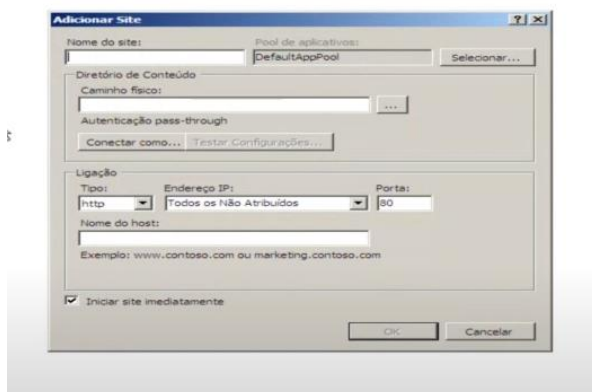 Adicionar Site
Nome do site: Pool de aplicativos:
DefaultAppPool Selecionar...
Diretório de Conteúdo
Caminho físico:
...
Autenticação pass-through
Conectar como... Testar Configurações...
Ligação
Tipo: Endereço IP: Porta:
http Todos os Não Atribuídos 80
Nome do host:
Exemplo: www.contoso.com ou marketing.contoso.com
Iniciar site imediatamente
OK Cancelar